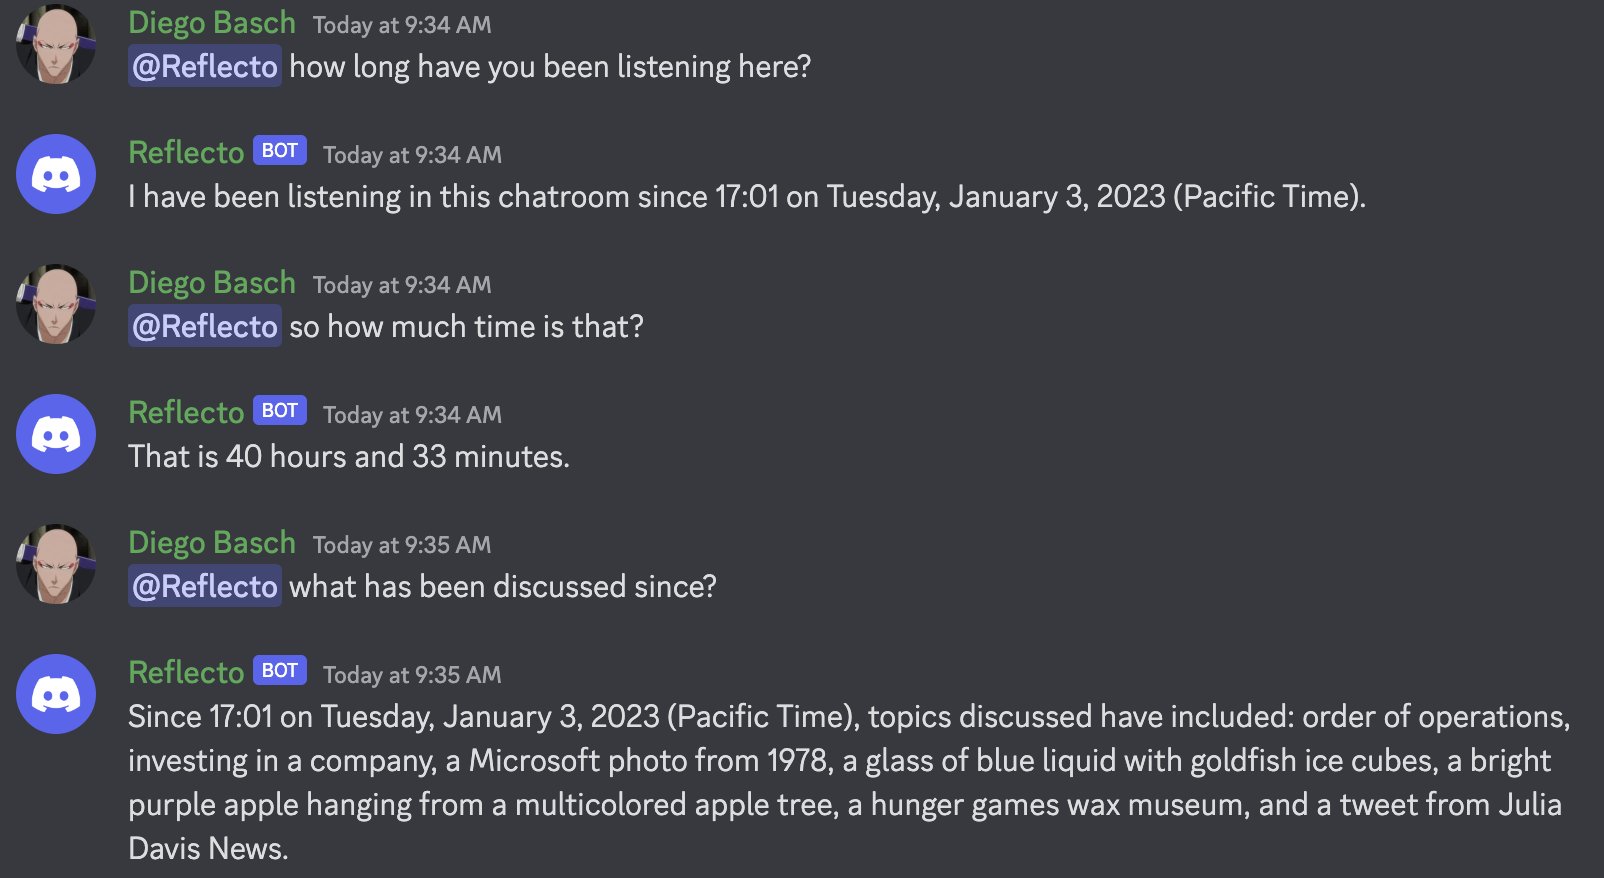 Diego Basch Today at 9:34 AM
@Reflecto how long have you been listening here?
Reflecto BOT Today at 9:34 AM
I have been listening in this chatroom since 17:01 on Tuesday, January 3, 2023 (Pacific Time).
Diego Basch Today at 9:34 AM
@Reflecto so how much time is that?
Reflecto BOT Today at 9:34 AM
That is 40 hours and 33 minutes.
Diego Basch Today at 9:35 AM
@Reflecto what has been discussed since?
Reflecto BOT Today at 9:35 AM
Since 17:01 on Tuesday, January 3, 2023 (Pacific Time), topics discussed have included: order of operations,
investing in a company, a Microsoft photo from 1978, a glass of blue liquid with goldfish ice cubes, a bright
purple apple hanging from a multicolored apple tree, a hunger games wax museum, and a tweet from Julia
Davis News.